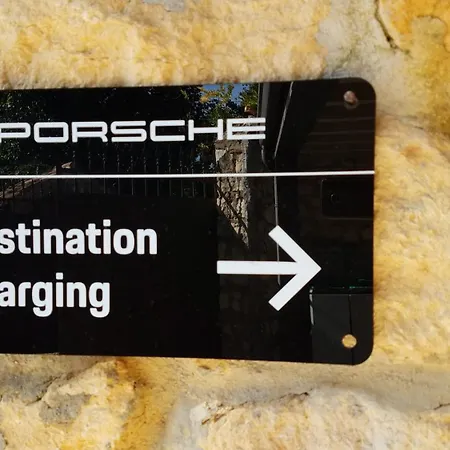 PORSCHE
stination
arging